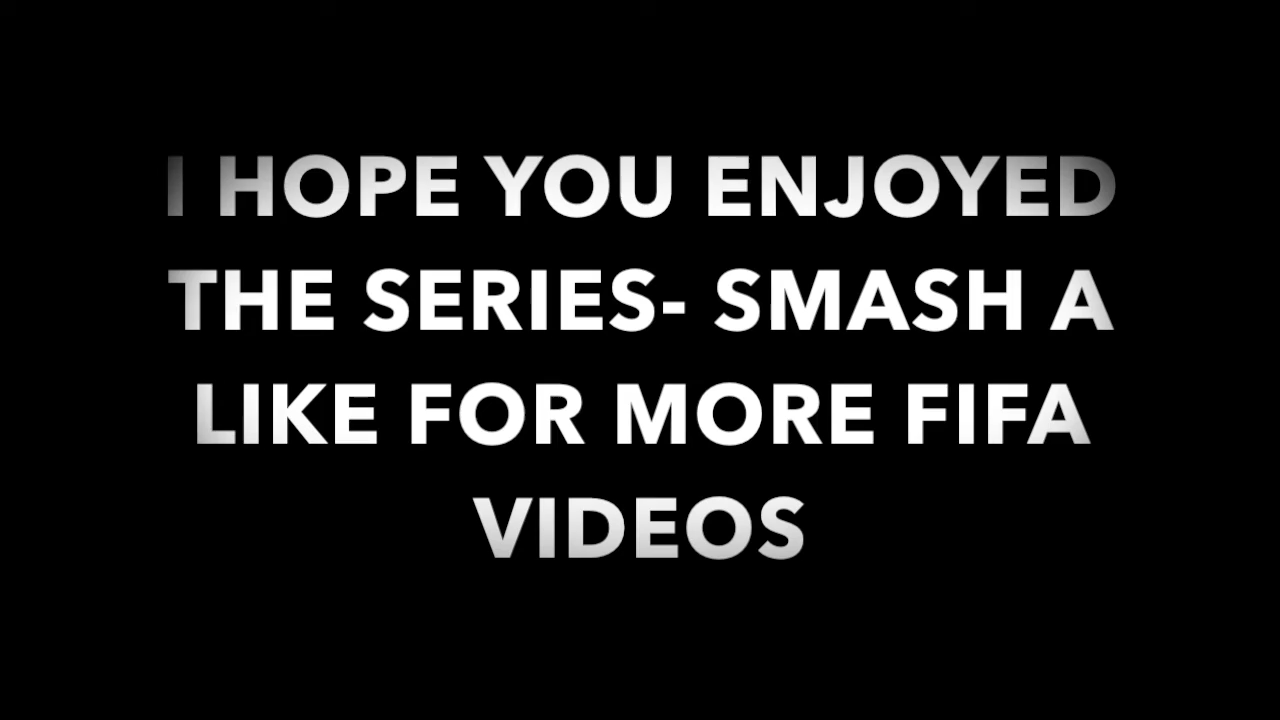 I HOPE YOU ENJOYED
THE SERIES- SMASH A
LIKE FOR MORE FIFA
VIDEOS